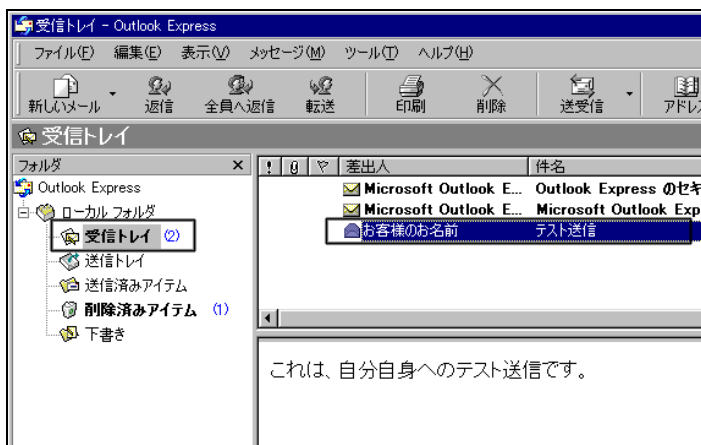 受信トレイ - Outlook Express
ファイル(F) 編集(E) 表示(V) メッセージ(M) ツール(T) ヘルプ(H)
新しいメール 返信 全員へ返信 転送 印刷 削除 送受信 アドレス
受信トレイ
フォルダ × ! 差出人 件名
Outlook Express
Microsoft Outlook E... Outlook Express のセキ
ローカル フォルダ
Microsoft Outlook E... Microsoft Outlook Exp
受信トレイ (2)
お客様のお名前 テスト送信
送信トレイ
送信済みアイテム
削除済みアイテム (1)
下書き
これは、自分自身へのテスト送信です。